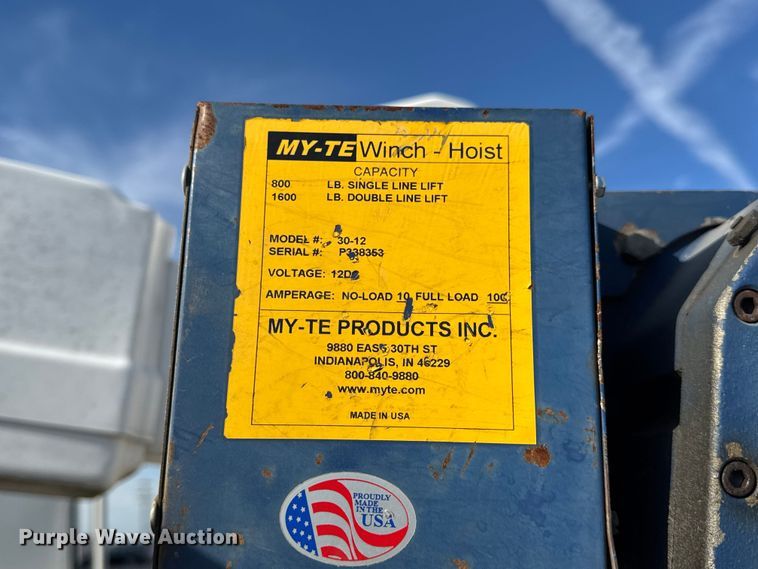 MY-TE Winch - Hoist
CAPACITY
800 LB. SINGLE LINE LIFT
1600 LB. DOUBLE LINE LIFT
MODEL #: 30-12
SERIAL #: P338353
VOLTAGE: 12DC
AMPERAGE: NO-LOAD 10 FULL LOAD 100
MY-TE PRODUCTS INC.
9880 EAST 30TH ST
INDIANAPOLIS, IN 46229
800-840-9880
www.myte.com
MADE IN USA
PROUDLY
MADE
IN THE
USA
Purple Wave Auction